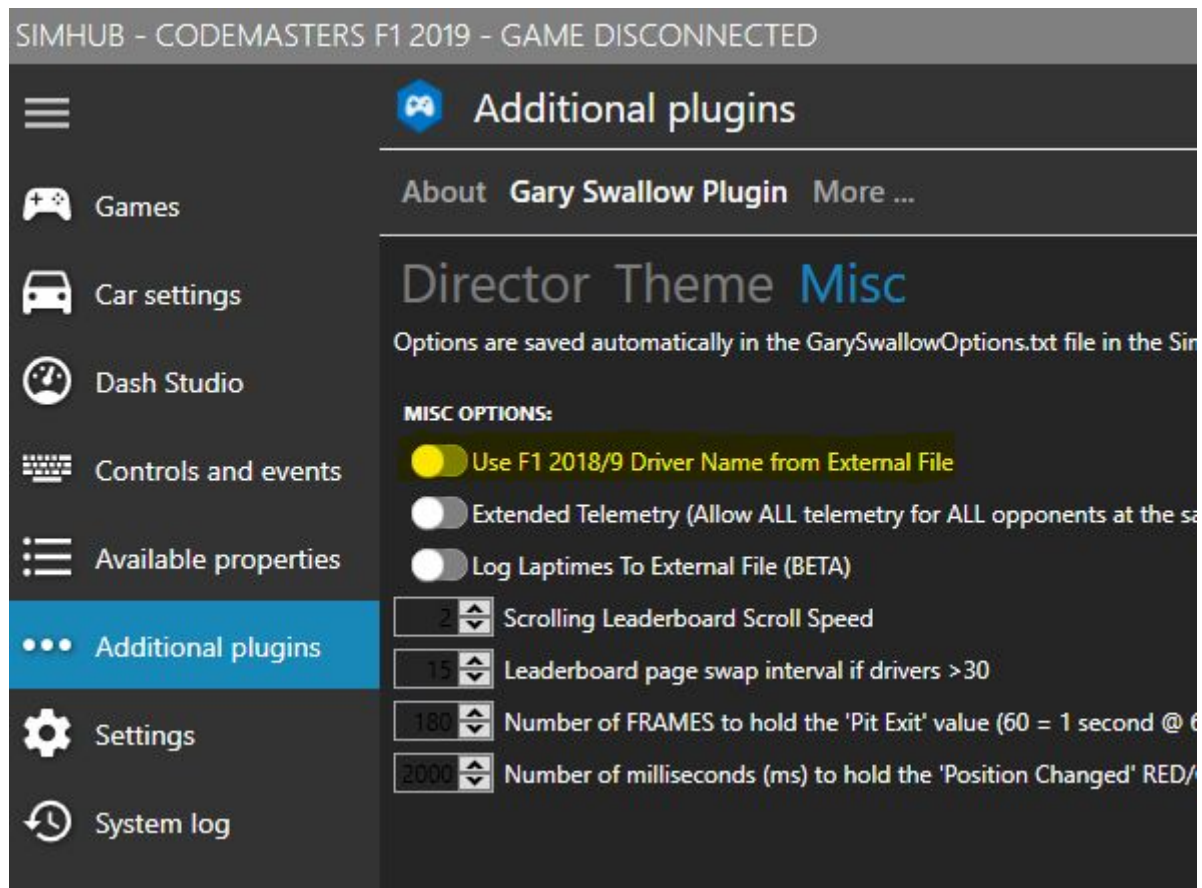 SIMHUB - CODEMASTERS F1 2019 - GAME DISCONNECTED
Additional plugins
About Gary Swallow Plugin More ...
Games
Car settings
Dash Studio
Controls and events
Available properties
Additional plugins
Settings
System log
Director Theme Misc
Options are saved automatically in the GarySwallowOptions.txt file in the Sim
MISC OPTIONS:
Use F1 2018/9 Driver Name from External File
Extended Telemetry (Allow ALL telemetry for ALL opponents at the sa
Log Laptimes To External File (BETA)
2 Scrolling Leaderboard Scroll Speed
15 Leaderboard page swap interval if drivers >30
180 Number of FRAMES to hold the 'Pit Exit' value (60 = 1 second @ 6
2000 Number of milliseconds (ms) to hold the 'Position Changed' RED/